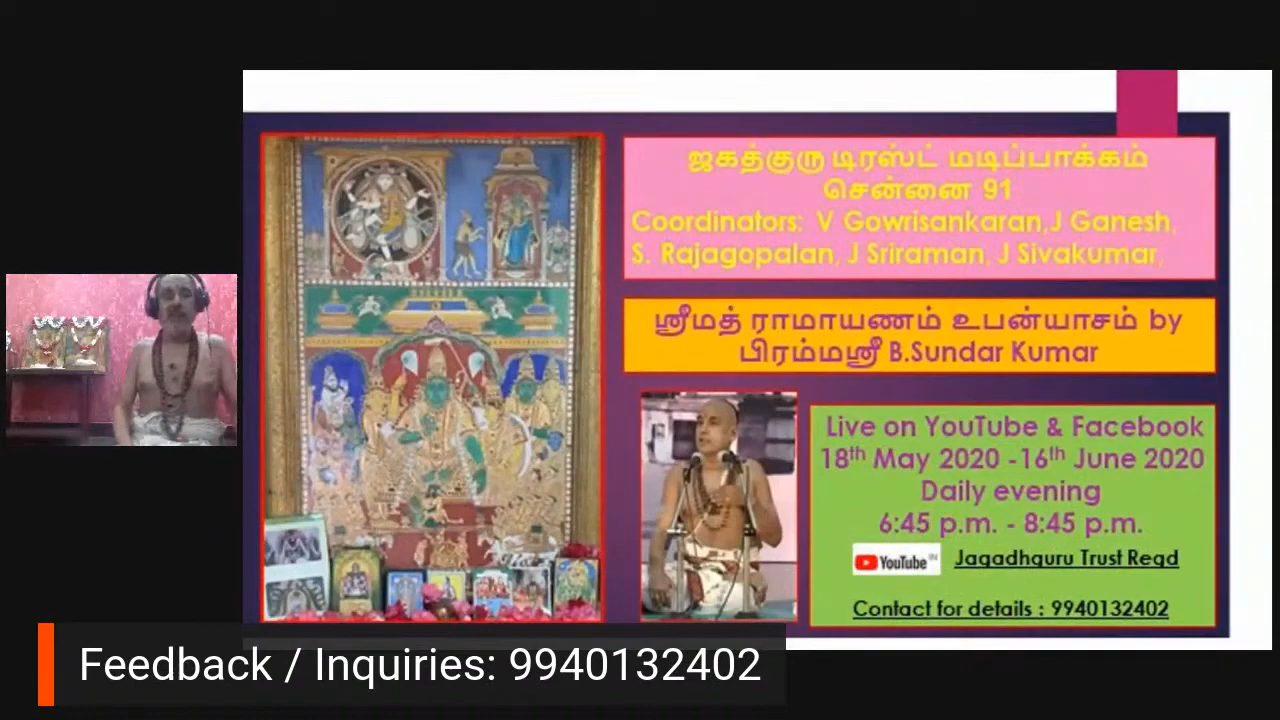 ஜகத்குரு டிரஸ்ட் மடிப்பாக்கம்
சென்னை 91
Coordinators: V Gowrisankaran,J Ganesh,
S. Rajagopalan, J Sriraman, J Sivakumar,
ஸ்ரீமத் ராமாயணம் உபன்யாசம் by
பிரம்மஸ்ரீ B.Sundar Kumar
Live on YouTube & Facebook
18th May 2020 -16th June 2020
Daily evening
6:45 p.m. - 8:45 p.m.
YouTube IN Jagadhguru Trust Regd
Contact for details : 9940132402
Feedback / Inquiries: 9940132402